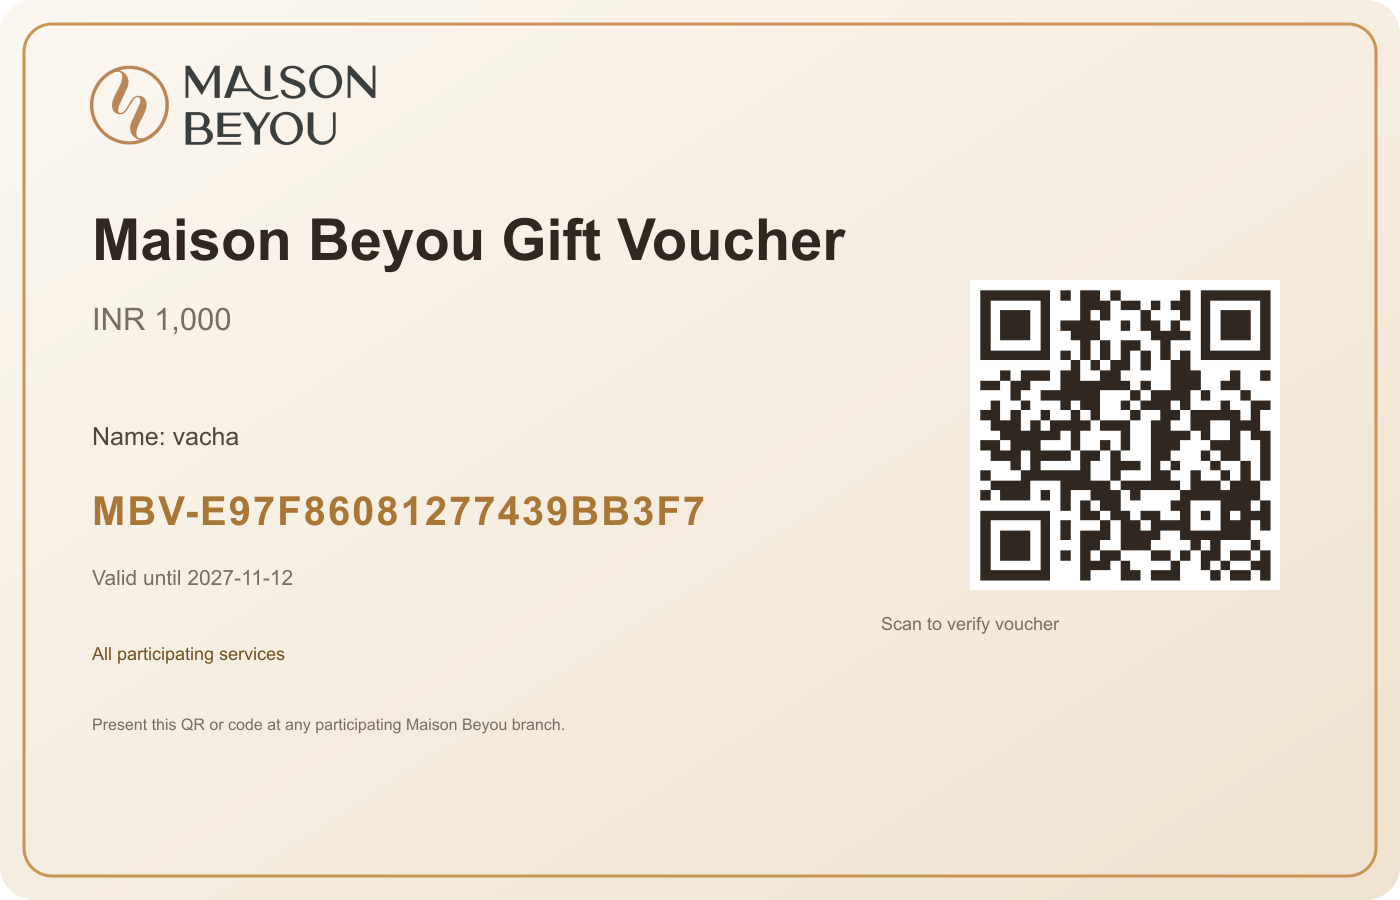 MAISON
BEYOU
Maison Beyou Gift Voucher
INR 1,000
Name: vacha
MBV-E97F86081277439BB3F7
Valid until 2027-11-12
Scan to verify voucher
All participating services
Present this QR or code at any participating Maison Beyou branch.